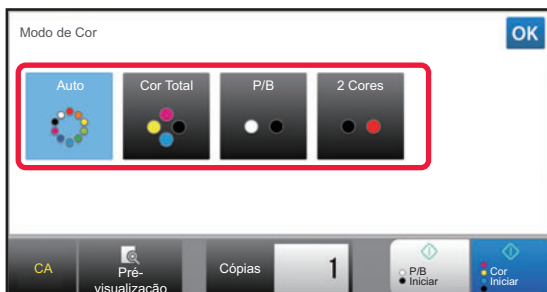 Modo de Cor
OK
Auto
Cor Total
P/B
2 Cores
CA
Pré-
visualização
Cópias
1
P/B
Iniciar
Cor
Iniciar